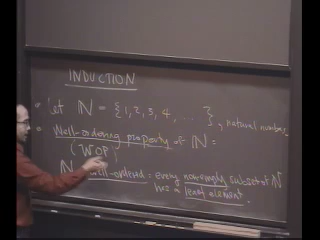 INDUCTION
Let ℕ = {1, 2, 3, 4, . . . }, natural numbers
Well-ordering property of ℕ :
(WOP)
ℕ well-ordered : every nonempty subset of ℕ
has a least element.